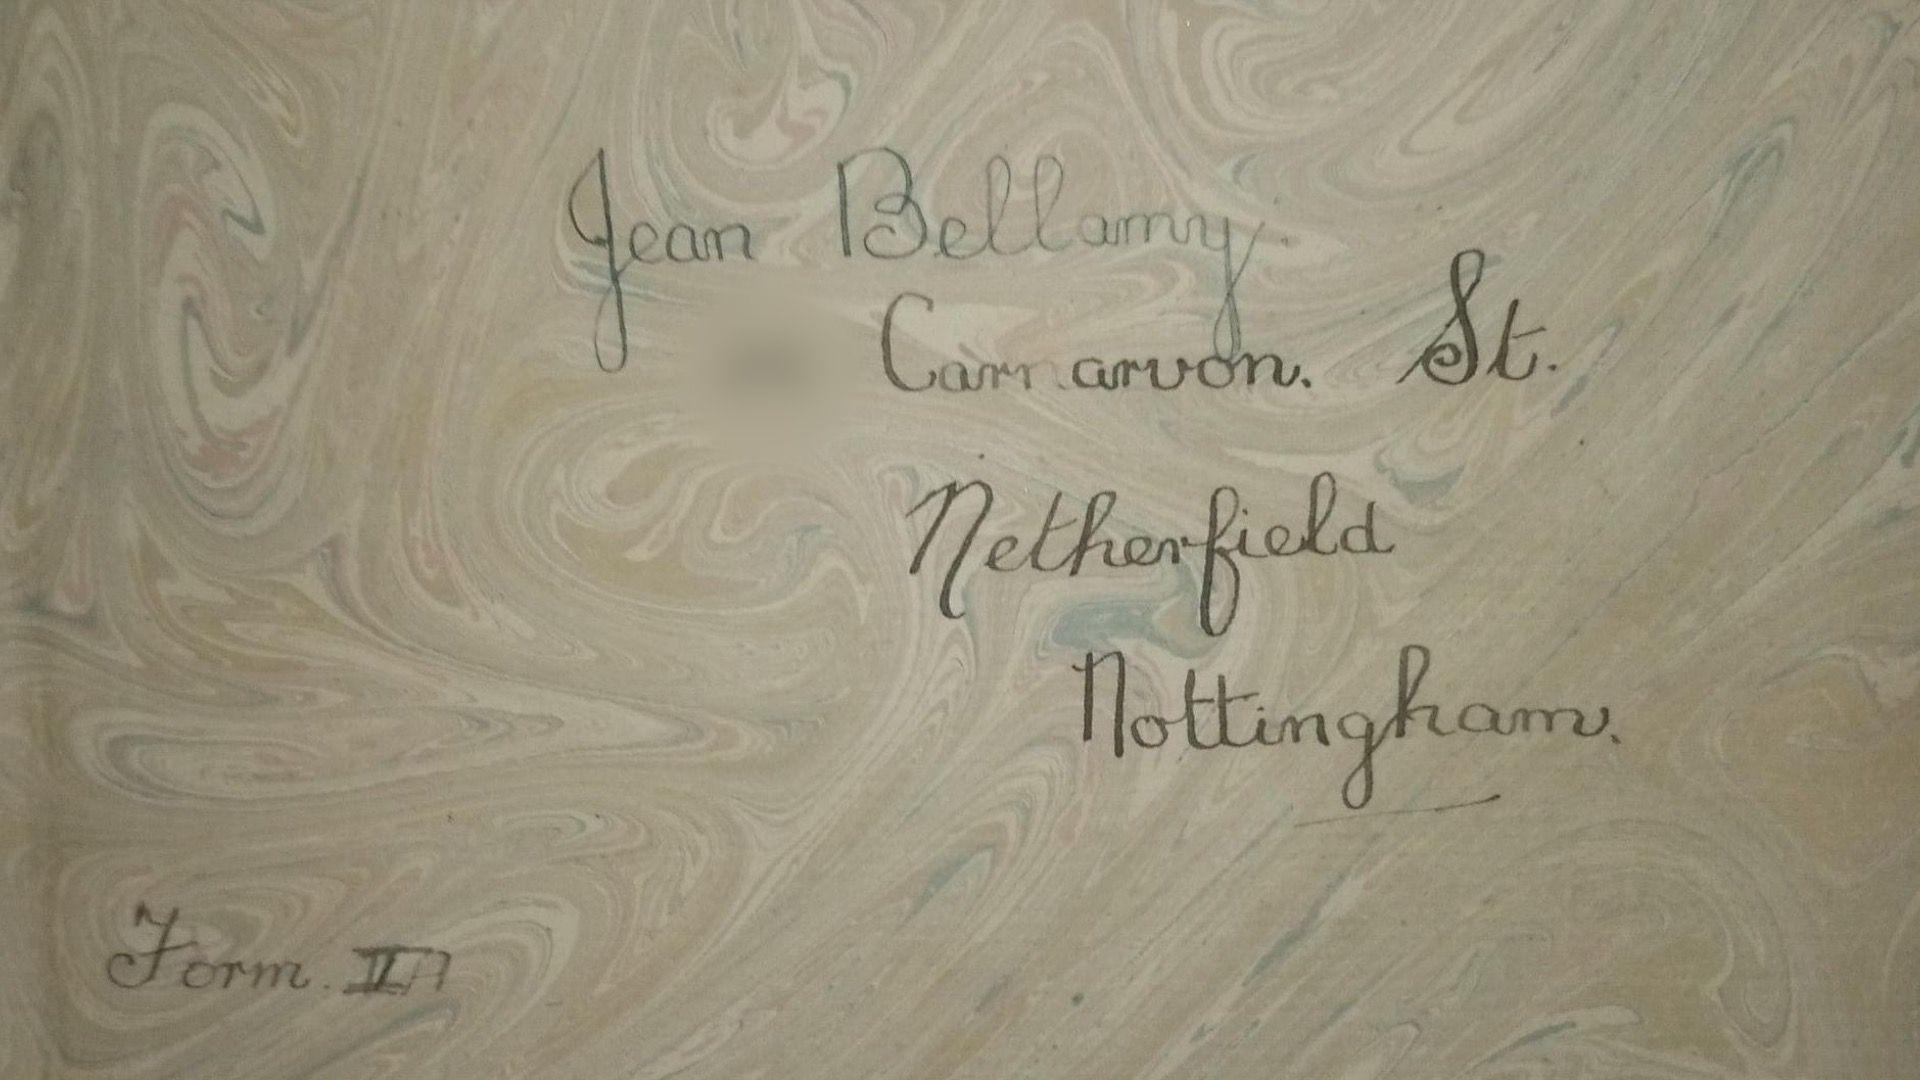 Jean Bellamy.
Carnarvon. St.
Netherfield
Nottingham.
Form. IIA